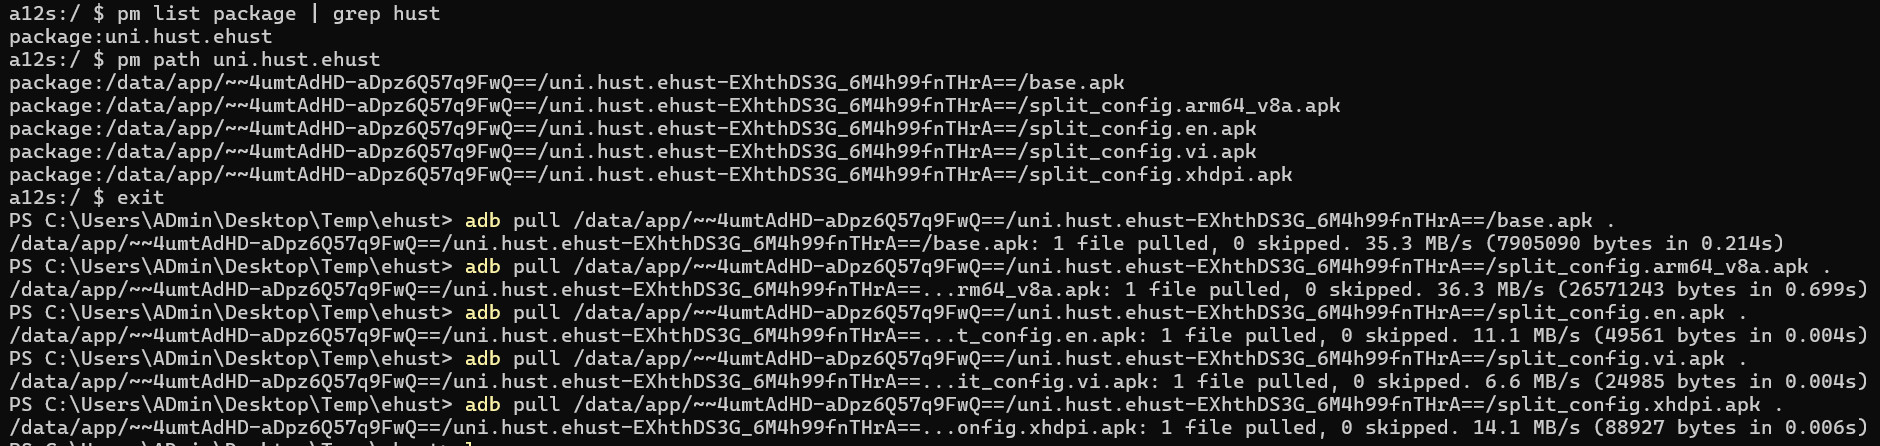 a12s:/ $ pm list package | grep hust
package:uni.hust.ehust
a12s:/ $ pm path uni.hust.ehust
package:/data/app/~~4umtAdHD-aDpz6Q57q9FwQ==/uni.hust.ehust-EXhthDS3G_6M4h99fnTHrA==/base.apk
package:/data/app/~~4umtAdHD-aDpz6Q57q9FwQ==/uni.hust.ehust-EXhthDS3G_6M4h99fnTHrA==/split_config.arm64_v8a.apk
package:/data/app/~~4umtAdHD-aDpz6Q57q9FwQ==/uni.hust.ehust-EXhthDS3G_6M4h99fnTHrA==/split_config.en.apk
package:/data/app/~~4umtAdHD-aDpz6Q57q9FwQ==/uni.hust.ehust-EXhthDS3G_6M4h99fnTHrA==/split_config.vi.apk
package:/data/app/~~4umtAdHD-aDpz6Q57q9FwQ==/uni.hust.ehust-EXhthDS3G_6M4h99fnTHrA==/split_config.xhdpi.apk
a12s:/ $ exit
PS C:\Users\ADmin\Desktop\Temp\ehust> adb pull /data/app/~~4umtAdHD-aDpz6Q57q9FwQ==/uni.hust.ehust-EXhthDS3G_6M4h99fnTHrA==/base.apk .
/data/app/~~4umtAdHD-aDpz6Q57q9FwQ==/uni.hust.ehust-EXhthDS3G_6M4h99fnTHrA==/base.apk: 1 file pulled, 0 skipped. 35.3 MB/s (7905090 bytes in 0.214s)
PS C:\Users\ADmin\Desktop\Temp\ehust> adb pull /data/app/~~4umtAdHD-aDpz6Q57q9FwQ==/uni.hust.ehust-EXhthDS3G_6M4h99fnTHrA==/split_config.arm64_v8a.apk .
/data/app/~~4umtAdHD-aDpz6Q57q9FwQ==/uni.hust.ehust-EXhthDS3G_6M4h99fnTHrA==...rm64_v8a.apk: 1 file pulled, 0 skipped. 36.3 MB/s (26571243 bytes in 0.699s)
PS C:\Users\ADmin\Desktop\Temp\ehust> adb pull /data/app/~~4umtAdHD-aDpz6Q57q9FwQ==/uni.hust.ehust-EXhthDS3G_6M4h99fnTHrA==/split_config.en.apk .
/data/app/~~4umtAdHD-aDpz6Q57q9FwQ==/uni.hust.ehust-EXhthDS3G_6M4h99fnTHrA==...t_config.en.apk: 1 file pulled, 0 skipped. 11.1 MB/s (49561 bytes in 0.004s)
PS C:\Users\ADmin\Desktop\Temp\ehust> adb pull /data/app/~~4umtAdHD-aDpz6Q57q9FwQ==/uni.hust.ehust-EXhthDS3G_6M4h99fnTHrA==/split_config.vi.apk .
/data/app/~~4umtAdHD-aDpz6Q57q9FwQ==/uni.hust.ehust-EXhthDS3G_6M4h99fnTHrA==...it_config.vi.apk: 1 file pulled, 0 skipped. 6.6 MB/s (24985 bytes in 0.004s)
PS C:\Users\ADmin\Desktop\Temp\ehust> adb pull /data/app/~~4umtAdHD-aDpz6Q57q9FwQ==/uni.hust.ehust-EXhthDS3G_6M4h99fnTHrA==/split_config.xhdpi.apk .
/data/app/~~4umtAdHD-aDpz6Q57q9FwQ==/uni.hust.ehust-EXhthDS3G_6M4h99fnTHrA==...onfig.xhdpi.apk: 1 file pulled, 0 skipped. 14.1 MB/s (88927 bytes in 0.006s)